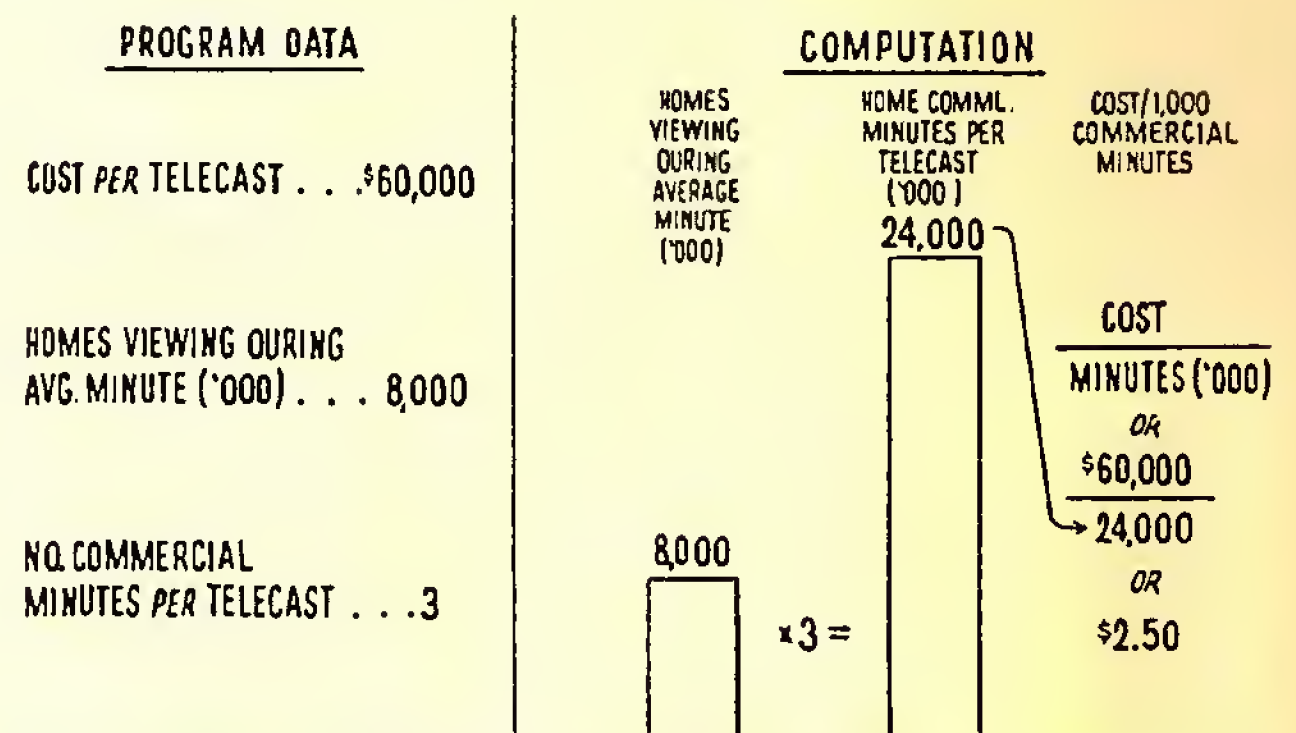 PROGRAM DATA
COST PER TELECAST . . . $60,000
HOMES VIEWING DURING
AVG. MINUTE ('000) . . . 8,000
NO. COMMERCIAL
MINUTES PER TELECAST . . . 3
COMPUTATION
HOMES
VIEWING
DURING
AVERAGE
MINUTE
('000)
8,000
x3 =
HOME COMML.
MINUTES PER
TELECAST
('000)
24,000
COST/1,000
COMMERCIAL
MINUTES
COST
MINUTES ('000)
OR
$60,000
24,000
OR
$2.50